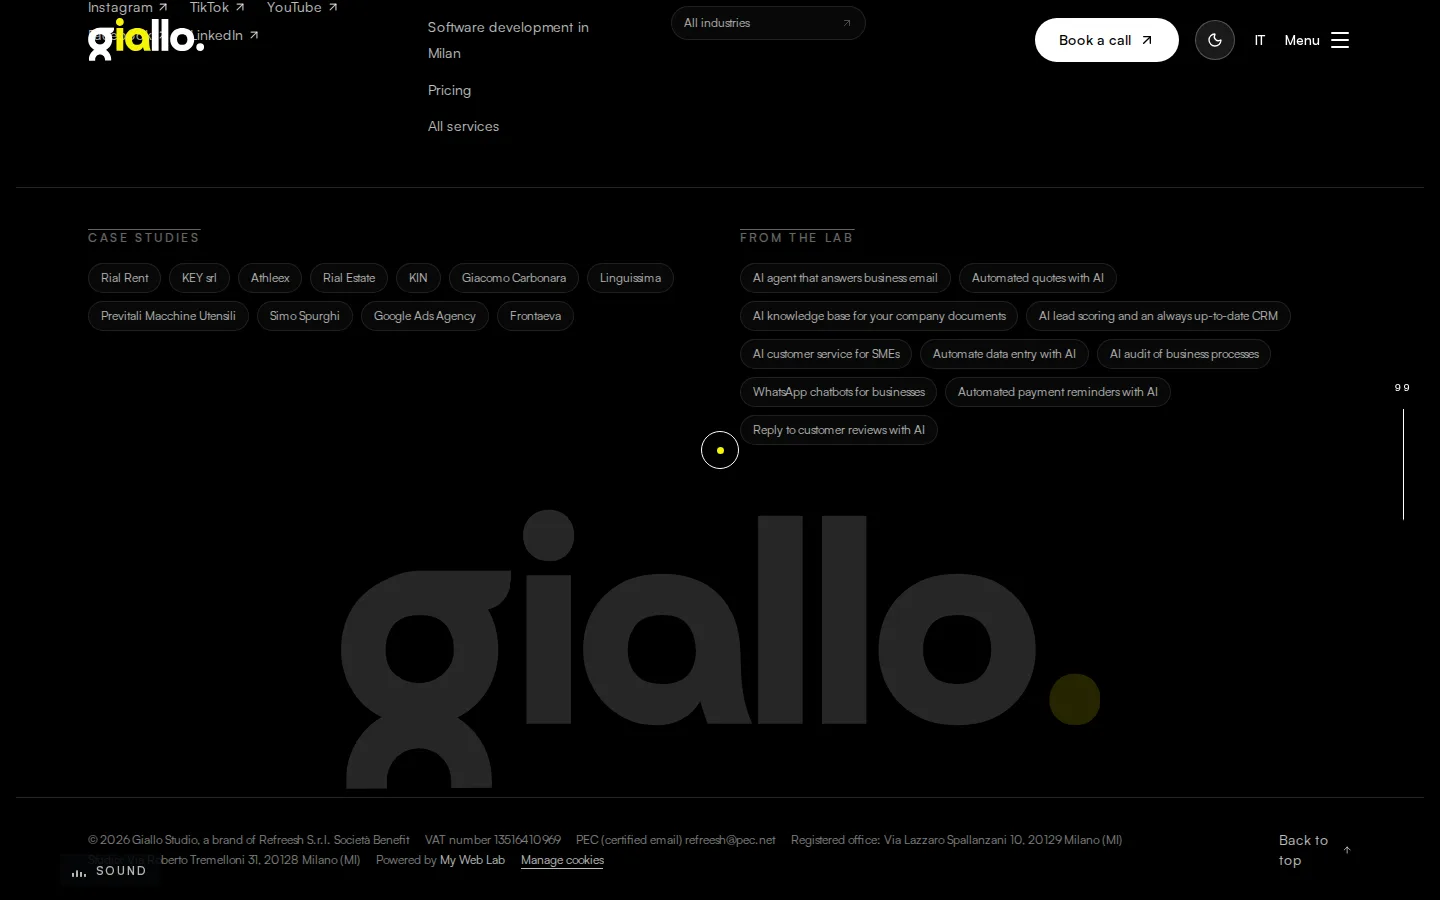 Instagram TikTok YouTube
LinkedIn
giallo.
Software development in
Milan
Pricing
All services
All industries
Book a call
IT
Menu
CASE STUDIES
Rial Rent KEY srl Athleex Rial Estate KIN Giacomo Carbonara Linguissima
Previtali Macchine Utensili Simo Spurghi Google Ads Agency Frontaeva
FROM THE LAB
AI agent that answers business email Automated quotes with AI
AI knowledge base for your company documents AI lead scoring and an always up-to-date CRM
AI customer service for SMEs Automate data entry with AI AI audit of business processes
WhatsApp chatbots for businesses Automated payment reminders with AI
Reply to customer reviews with AI
99
giallo.
© 2026 Giallo Studio, a brand of Refreesh S.r.l. Società Benefit VAT number 13516410969 PEC (certified email) refreesh@pec.net Registered office: Via Lazzaro Spallanzani 10, 20129 Milano (MI)
Roberto Tremelloni 31, 20128 Milano (MI) Powered by My Web Lab Manage cookies
Back to
top
SOUND